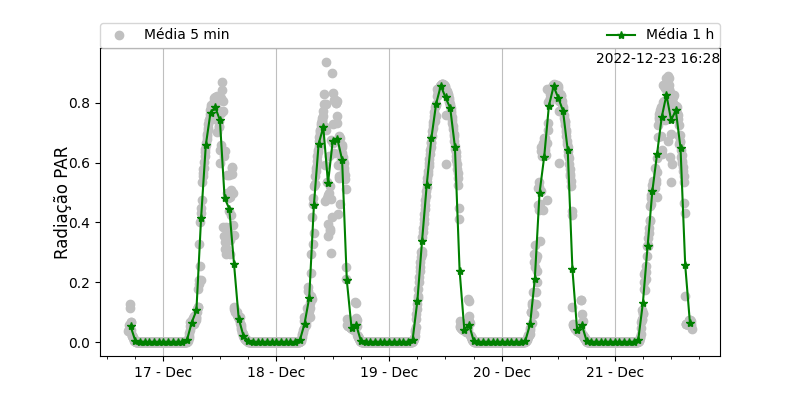 Média 5 min
Média 1 h
2022-12-23 16:28
Radiação PAR
0.8
0.6
0.4
0.2
0.0
17 - Dec
18 - Dec
19 - Dec
20 - Dec
21 - Dec